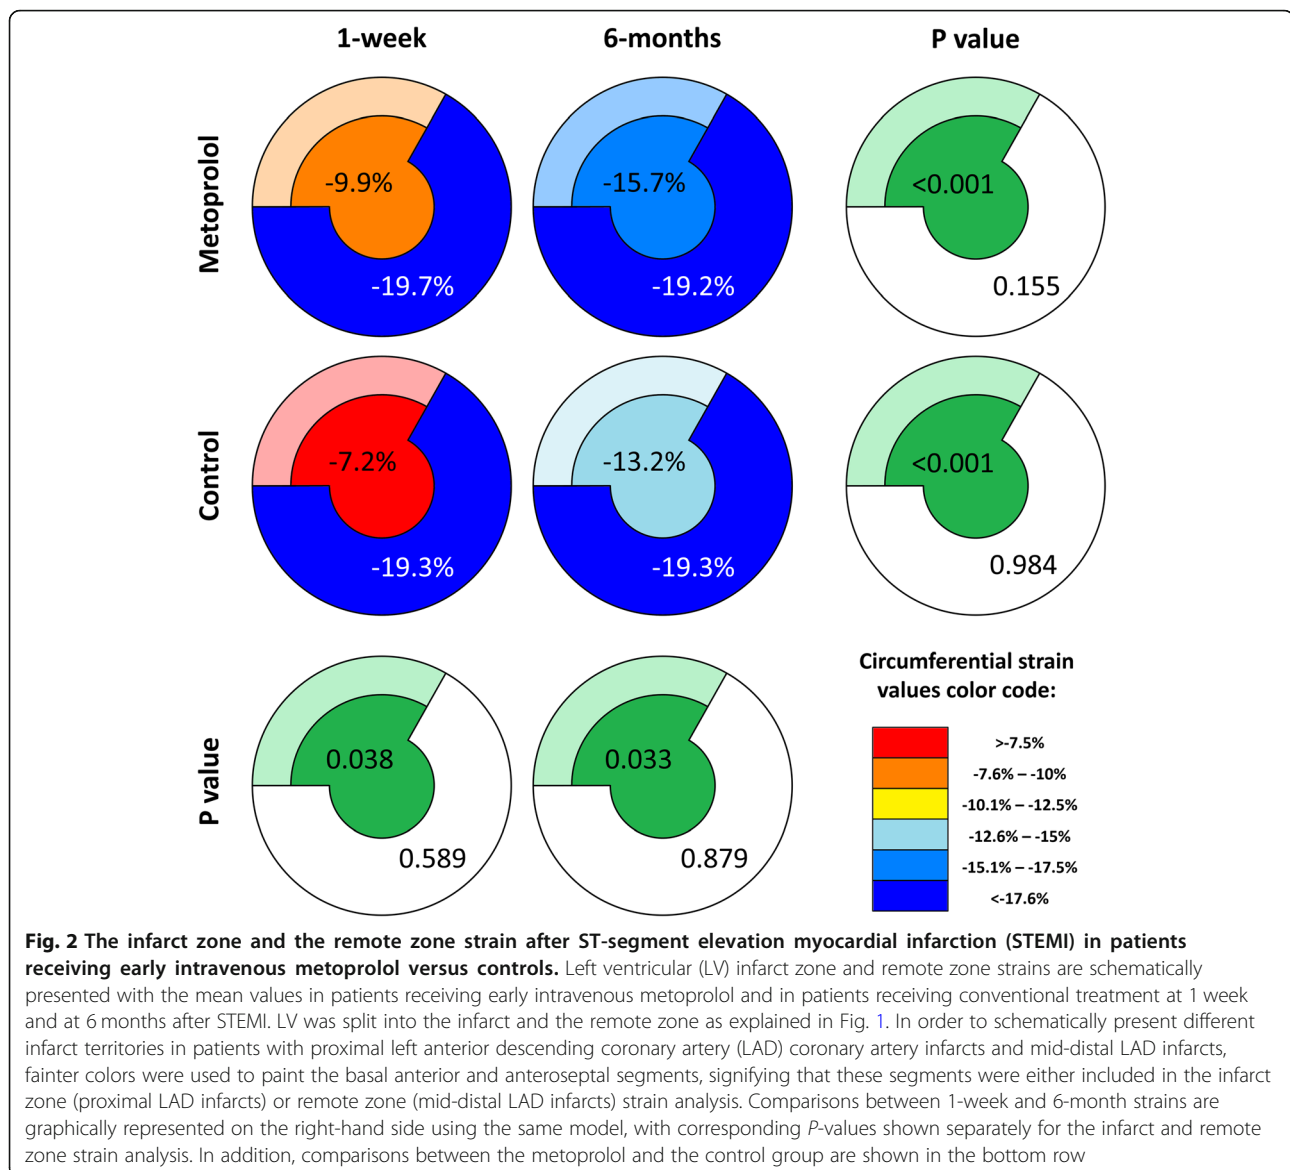 1-week 6-months P value
Metoprolol
-9.9%
-19.7%
-15.7%
-19.2%
<0.001
0.155
Control
-7.2%
-19.3%
-13.2%
-19.3%
<0.001
0.984
P value
0.038
0.589
0.033
0.879
Circumferential strain
values color code:
>-7.5%
-7.6% – -10%
-10.1% – -12.5%
-12.6% – -15%
-15.1% – -17.5%
<-17.6%
Fig. 2 The infarct zone and the remote zone strain after ST-segment elevation myocardial infarction (STEMI) in patients
receiving early intravenous metoprolol versus controls. Left ventricular (LV) infarct zone and remote zone strains are schematically
presented with the mean values in patients receiving early intravenous metoprolol and in patients receiving conventional treatment at 1 week
and at 6 months after STEMI. LV was split into the infarct and the remote zone as explained in Fig. 1. In order to schematically present different
infarct territories in patients with proximal left anterior descending coronary artery (LAD) coronary artery infarcts and mid-distal LAD infarcts,
fainter colors were used to paint the basal anterior and anteroseptal segments, signifying that these segments were either included in the infarct
zone (proximal LAD infarcts) or remote zone (mid-distal LAD infarcts) strain analysis. Comparisons between 1-week and 6-month strains are
graphically represented on the right-hand side using the same model, with corresponding P-values shown separately for the infarct and remote
zone strain analysis. In addition, comparisons between the metoprolol and the control group are shown in the bottom row